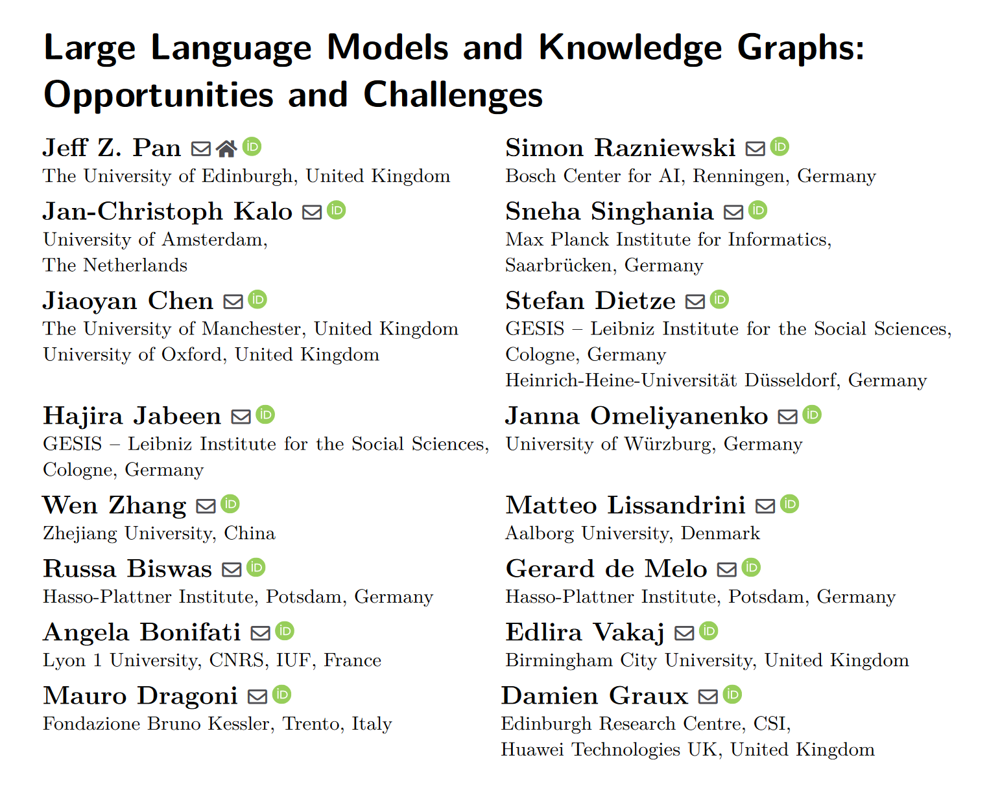 Large Language Models and Knowledge Graphs:
Opportunities and Challenges
Jeff Z. Pan
The University of Edinburgh, United Kingdom
Simon Razniewski
Bosch Center for AI, Renningen, Germany
Jan-Christoph Kalo
University of Amsterdam,
The Netherlands
Sneha Singhania
Max Planck Institute for Informatics,
Saarbrücken, Germany
Jiaoyan Chen
The University of Manchester, United Kingdom
University of Oxford, United Kingdom
Stefan Dietze
GESIS – Leibniz Institute for the Social Sciences,
Cologne, Germany
Heinrich-Heine-Universität Düsseldorf, Germany
Hajira Jabeen
GESIS – Leibniz Institute for the Social Sciences,
Cologne, Germany
Janna Omeliyanenko
University of Würzburg, Germany
Wen Zhang
Zhejiang University, China
Matteo Lissandrini
Aalborg University, Denmark
Russa Biswas
Hasso-Plattner Institute, Potsdam, Germany
Gerard de Melo
Hasso-Plattner Institute, Potsdam, Germany
Angela Bonifati
Lyon 1 University, CNRS, IUF, France
Edlira Vakaj
Birmingham City University, United Kingdom
Mauro Dragoni
Fondazione Bruno Kessler, Trento, Italy
Damien Graux
Edinburgh Research Centre, CSI,
Huawei Technologies UK, United Kingdom